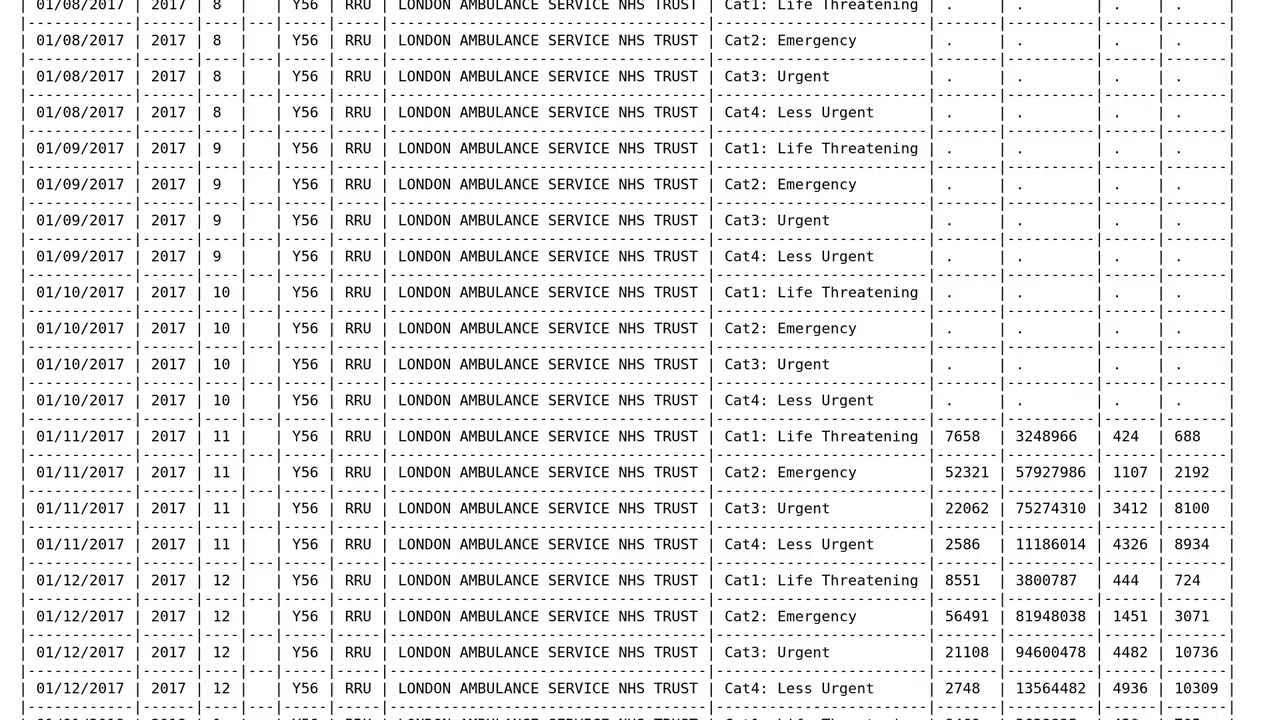 | 01/08/2017 | 2017 | 8 | | Y56 | RRU | LONDON AMBULANCE SERVICE NHS TRUST | Cat1: Life Threatening | . | . | . | . |
|------------|------|----|---|-----|-----|------------------------------------|------------------------|-------|----------|------|-------|
| 01/08/2017 | 2017 | 8 | | Y56 | RRU | LONDON AMBULANCE SERVICE NHS TRUST | Cat2: Emergency | . | . | . | . |
|------------|------|----|---|-----|-----|------------------------------------|------------------------|-------|----------|------|-------|
| 01/08/2017 | 2017 | 8 | | Y56 | RRU | LONDON AMBULANCE SERVICE NHS TRUST | Cat3: Urgent | . | . | . | . |
|------------|------|----|---|-----|-----|------------------------------------|------------------------|-------|----------|------|-------|
| 01/08/2017 | 2017 | 8 | | Y56 | RRU | LONDON AMBULANCE SERVICE NHS TRUST | Cat4: Less Urgent | . | . | . | . |
|------------|------|----|---|-----|-----|------------------------------------|------------------------|-------|----------|------|-------|
| 01/09/2017 | 2017 | 9 | | Y56 | RRU | LONDON AMBULANCE SERVICE NHS TRUST | Cat1: Life Threatening | . | . | . | . |
|------------|------|----|---|-----|-----|------------------------------------|------------------------|-------|----------|------|-------|
| 01/09/2017 | 2017 | 9 | | Y56 | RRU | LONDON AMBULANCE SERVICE NHS TRUST | Cat2: Emergency | . | . | . | . |
|------------|------|----|---|-----|-----|------------------------------------|------------------------|-------|----------|------|-------|
| 01/09/2017 | 2017 | 9 | | Y56 | RRU | LONDON AMBULANCE SERVICE NHS TRUST | Cat3: Urgent | . | . | . | . |
|------------|------|----|---|-----|-----|------------------------------------|------------------------|-------|----------|------|-------|
| 01/09/2017 | 2017 | 9 | | Y56 | RRU | LONDON AMBULANCE SERVICE NHS TRUST | Cat4: Less Urgent | . | . | . | . |
|------------|------|----|---|-----|-----|------------------------------------|------------------------|-------|----------|------|-------|
| 01/10/2017 | 2017 | 10 | | Y56 | RRU | LONDON AMBULANCE SERVICE NHS TRUST | Cat1: Life Threatening | . | . | . | . |
|------------|------|----|---|-----|-----|------------------------------------|------------------------|-------|----------|------|-------|
| 01/10/2017 | 2017 | 10 | | Y56 | RRU | LONDON AMBULANCE SERVICE NHS TRUST | Cat2: Emergency | . | . | . | . |
|------------|------|----|---|-----|-----|------------------------------------|------------------------|-------|----------|------|-------|
| 01/10/2017 | 2017 | 10 | | Y56 | RRU | LONDON AMBULANCE SERVICE NHS TRUST | Cat3: Urgent | . | . | . | . |
|------------|------|----|---|-----|-----|------------------------------------|------------------------|-------|----------|------|-------|
| 01/10/2017 | 2017 | 10 | | Y56 | RRU | LONDON AMBULANCE SERVICE NHS TRUST | Cat4: Less Urgent | . | . | . | . |
|------------|------|----|---|-----|-----|------------------------------------|------------------------|-------|----------|------|-------|
| 01/11/2017 | 2017 | 11 | | Y56 | RRU | LONDON AMBULANCE SERVICE NHS TRUST | Cat1: Life Threatening | 7658 | 3248966 | 424 | 688 |
|------------|------|----|---|-----|-----|------------------------------------|------------------------|-------|----------|------|-------|
| 01/11/2017 | 2017 | 11 | | Y56 | RRU | LONDON AMBULANCE SERVICE NHS TRUST | Cat2: Emergency | 52321 | 57927986 | 1107 | 2192 |
|------------|------|----|---|-----|-----|------------------------------------|------------------------|-------|----------|------|-------|
| 01/11/2017 | 2017 | 11 | | Y56 | RRU | LONDON AMBULANCE SERVICE NHS TRUST | Cat3: Urgent | 22062 | 75274310 | 3412 | 8100 |
|------------|------|----|---|-----|-----|------------------------------------|------------------------|-------|----------|------|-------|
| 01/11/2017 | 2017 | 11 | | Y56 | RRU | LONDON AMBULANCE SERVICE NHS TRUST | Cat4: Less Urgent | 2586 | 11186014 | 4326 | 8934 |
|------------|------|----|---|-----|-----|------------------------------------|------------------------|-------|----------|------|-------|
| 01/12/2017 | 2017 | 12 | | Y56 | RRU | LONDON AMBULANCE SERVICE NHS TRUST | Cat1: Life Threatening | 8551 | 3800787 | 444 | 724 |
|------------|------|----|---|-----|-----|------------------------------------|------------------------|-------|----------|------|-------|
| 01/12/2017 | 2017 | 12 | | Y56 | RRU | LONDON AMBULANCE SERVICE NHS TRUST | Cat2: Emergency | 56491 | 81948038 | 1451 | 3071 |
|------------|------|----|---|-----|-----|------------------------------------|------------------------|-------|----------|------|-------|
| 01/12/2017 | 2017 | 12 | | Y56 | RRU | LONDON AMBULANCE SERVICE NHS TRUST | Cat3: Urgent | 21108 | 94600478 | 4482 | 10736 |
|------------|------|----|---|-----|-----|------------------------------------|------------------------|-------|----------|------|-------|
| 01/12/2017 | 2017 | 12 | | Y56 | RRU | LONDON AMBULANCE SERVICE NHS TRUST | Cat4: Less Urgent | 2748 | 13564482 | 4936 | 10309 |
|------------|------|----|---|-----|-----|------------------------------------|------------------------|-------|----------|------|-------|